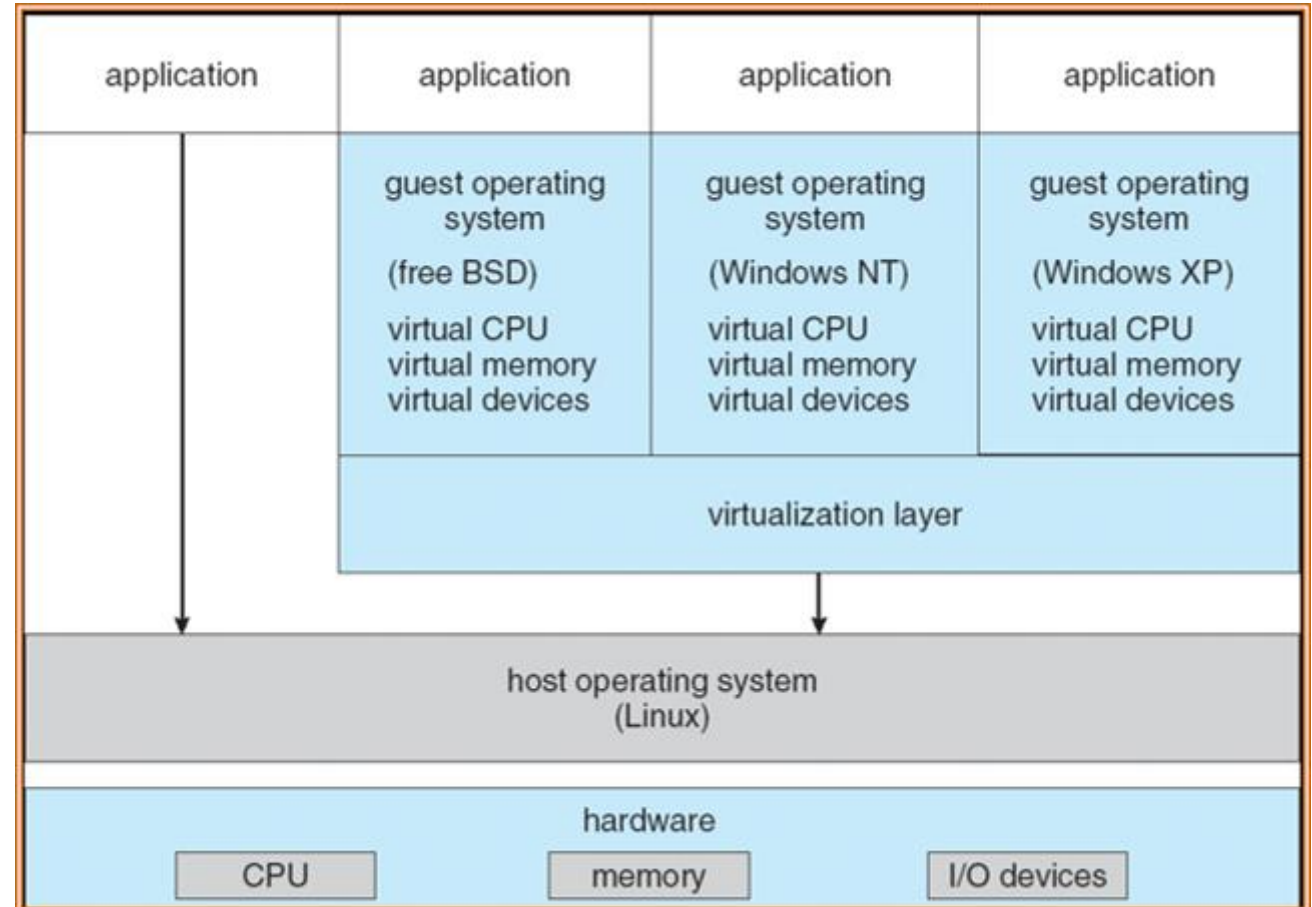 application
application
application
application
guest operating
system
(free BSD)
virtual CPU
virtual memory
virtual devices
guest operating
system
(Windows NT)
virtual CPU
virtual memory
virtual devices
guest operating
system
(Windows XP)
virtual CPU
virtual memory
virtual devices
virtualization layer
host operating system
(Linux)
hardware
CPU
memory
I/O devices